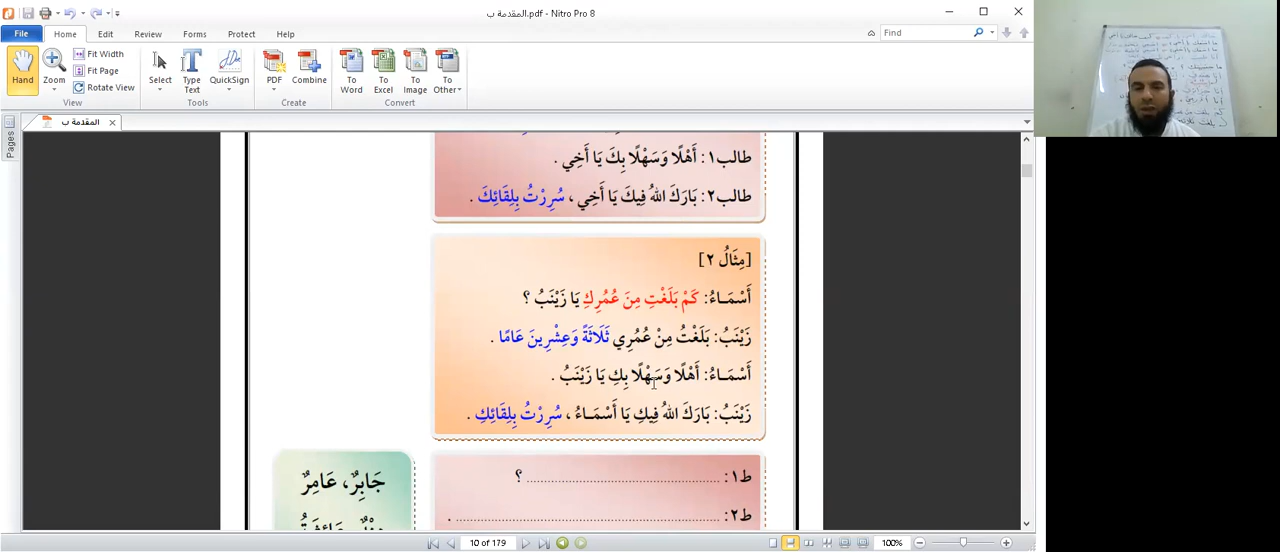 المقدمة ب.pdf - Nitro Pro 8
File Home Edit Review Forms Protect Help
Find
Hand Zoom Fit Width Fit Page Rotate View Select Type Text QuickSign PDF Combine To Word To Excel To Image To Other
View Tools Create Convert
المقدمة ب
Pages
طالب١: أَهْلًا وَسَهْلًا بِكَ يَا أَخِي .
طالب٢: بَارَكَ اللهُ فِيكَ يَا أَخِي ، سُرِرْتُ بِلِقَائِكَ .
[مِثَالُ ٢]
أَسْمَـاءُ: كَمْ بَلَغْتِ مِنَ عُمُرِكِ يَا زَيْنَبُ ؟
زَيْنَبُ: بَلَغْتُ مِنْ عُمُرِي ثَلَاثَةً وَعِشْرِينَ عَامًا .
أَسْمَـاءُ: أَهْلًا وَسَهْلًا بِكِ يَا زَيْنَبُ .
زَيْنَبُ: بَارَكَ اللهُ فِيكِ يَا أَسْمَـاءُ ، سُرِرْتُ بِلِقَائِكِ .
ط١: ........................................................ ؟
جَابِرٌ، عَامِرٌ
ط٢: ........................................................ .
10 of 179
100%